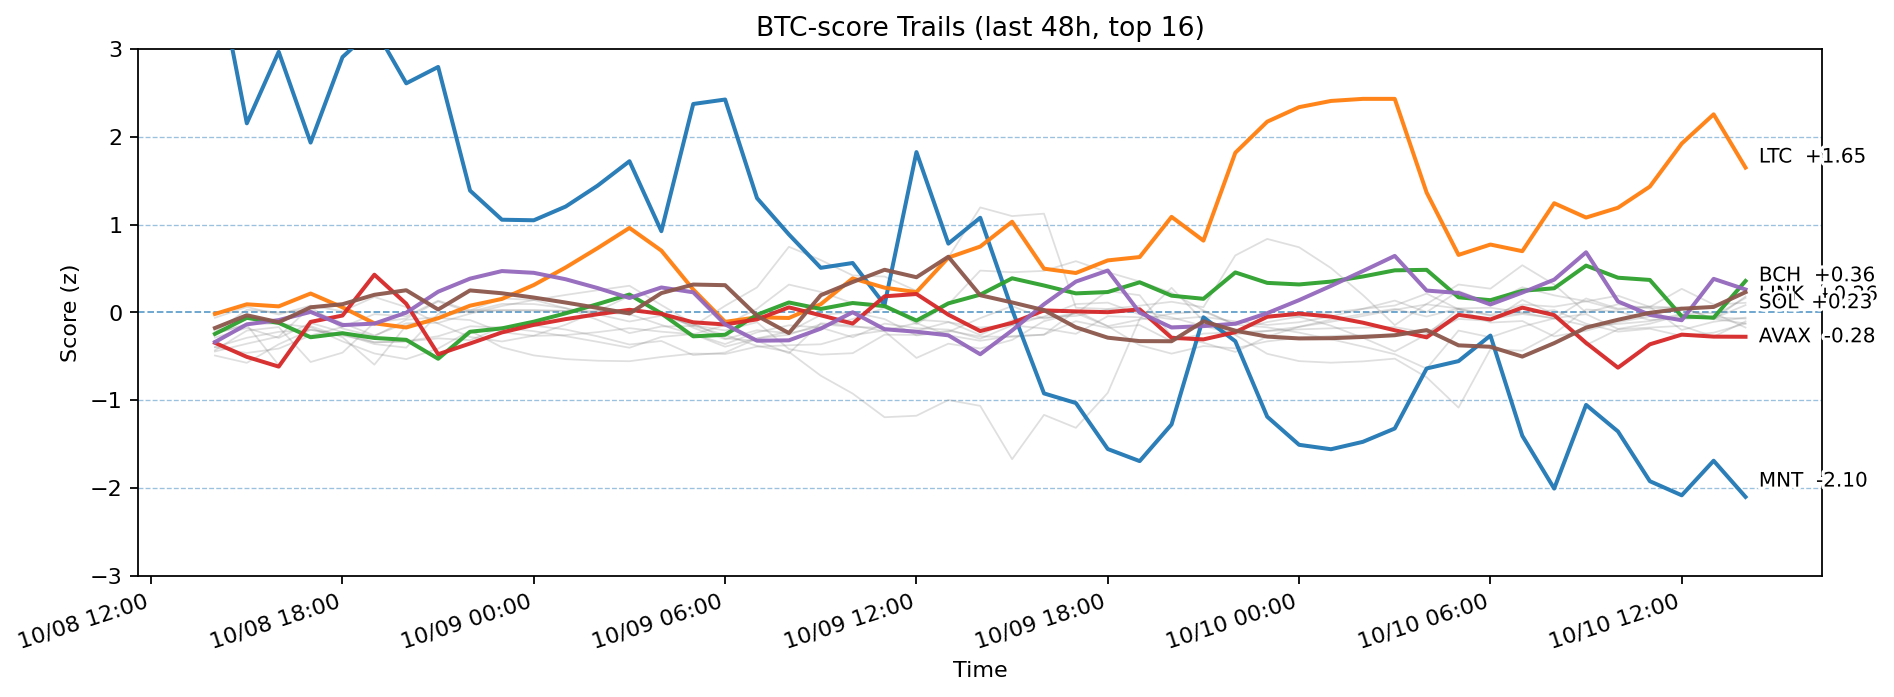 BTC-score Trails (last 48h, top 16)
Score (z)
3
2
1
0
−1
−2
−3
LTC +1.65
BCH +0.36
SOL +0.23
AVAX -0.28
MNT -2.10
10/08 12:00
10/08 18:00
10/09 00:00
10/09 06:00
10/09 12:00
10/09 18:00
10/10 00:00
10/10 06:00
10/10 12:00
Time